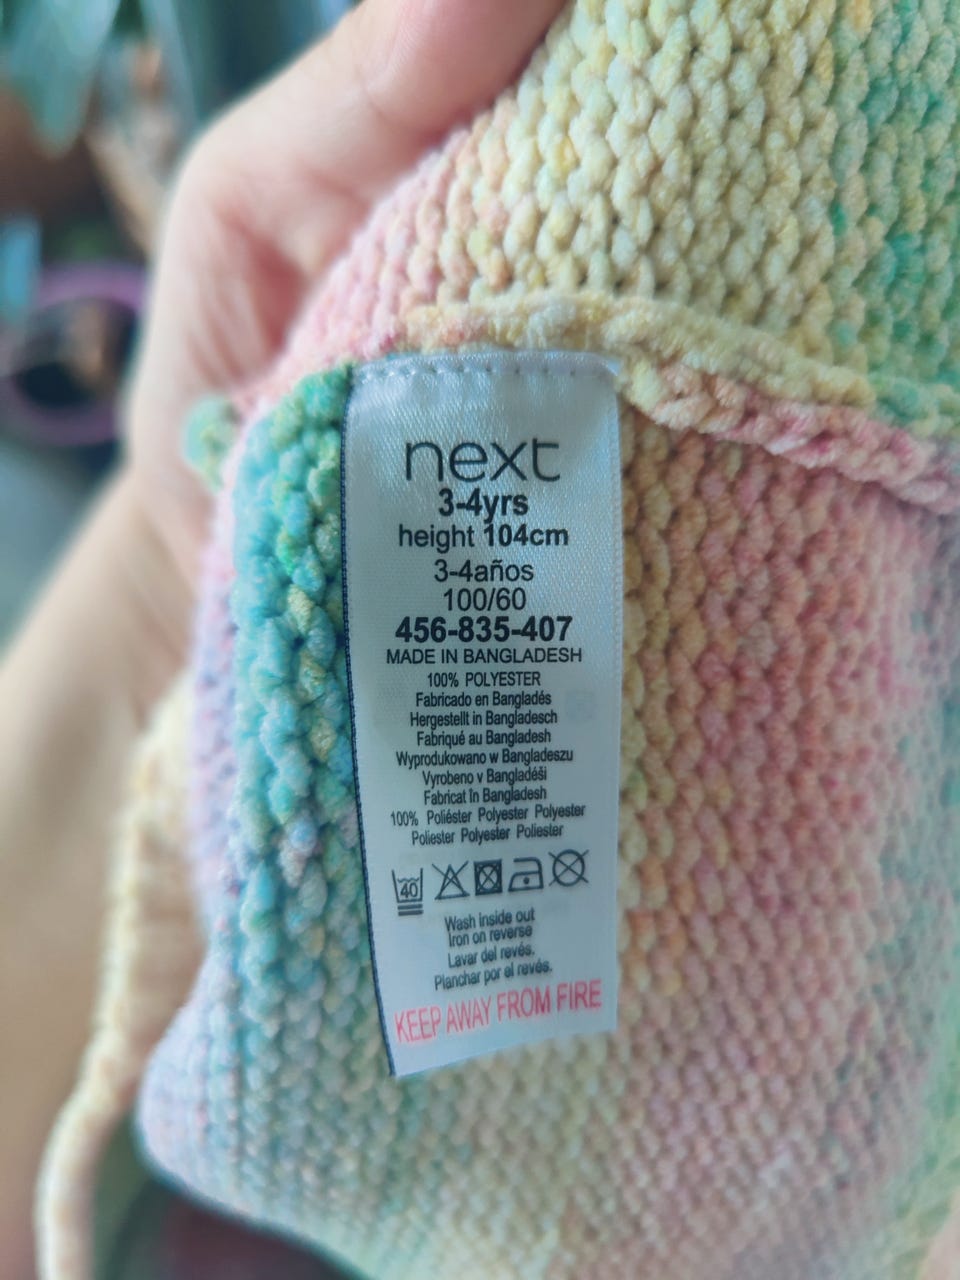 next
3-4yrs
height 104cm
3-4años
100/60
456-835-407
MADE IN BANGLADESH
100% POLYESTER
Fabricado en Bangladés
Hergestellt in Bangladesch
Fabriqué au Bangladesh
Wyprodukowano w Bangladeszu
Vyrobeno v Bangladéši
Fabricat în Bangladesh
100% Poliéster Polyester Polyester
Poliester Polyester Poliester
40
Wash inside out
Iron on reverse
Lavar del revés.
Planchar por el revés.
KEEP AWAY FROM FIRE